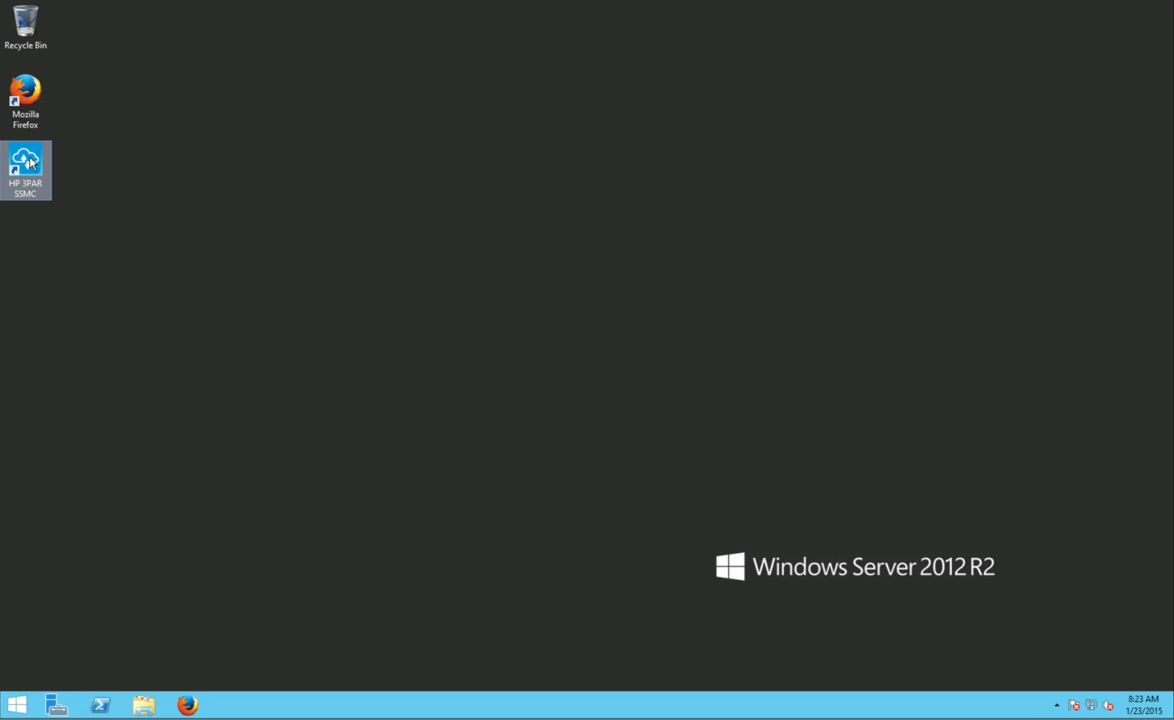 Recycle Bin
Mozilla
Firefox
HP 3PAR
SSMC
Windows Server 2012 R2
8:23 AM
1/23/2015